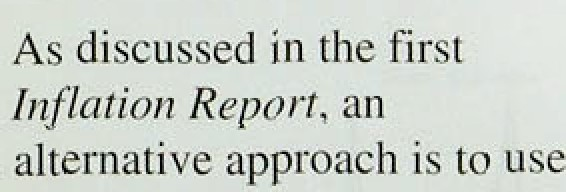 As discussed in the first
Inflation Report, an
alternative approach is to use